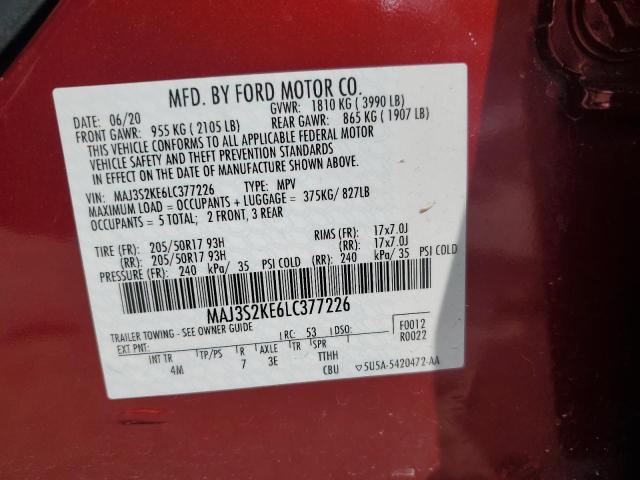 MFD. BY FORD MOTOR CO.
DATE: 06/20 GVWR: 1810 KG ( 3990 LB)
FRONT GAWR: 955 KG ( 2105 LB) REAR GAWR: 865 KG ( 1907 LB)
THIS VEHICLE CONFORMS TO ALL APPLICABLE FEDERAL MOTOR
VEHICLE SAFETY AND THEFT PREVENTION STANDARDS
IN EFFECT ON THE DATE OF MANUFACTURE SHOWN ABOVE.
VIN: MAJ3S2KE6LC377226 TYPE: MPV
MAXIMUM LOAD = OCCUPANTS + LUGGAGE = 375KG/ 827LB
OCCUPANTS = 5 TOTAL; 2 FRONT, 3 REAR
TIRE (FR): 205/50R17 93H RIMS (FR): 17x7.0J
(RR): 205/50R17 93H (RR): 17x7.0J
PRESSURE (FR): 240 kPa/ 35 PSI COLD (RR): 240 kPa/ 35 PSI COLD
MAJ3S2KE6LC377226
TRAILER TOWING - SEE OWNER GUIDE RC: 53 DSO: F0012
EXT PNT: R0022
INT TR TP/PS R AXLE TR SPR
4M 7 3E TTHH
CBU 5U5A-5420472-AA